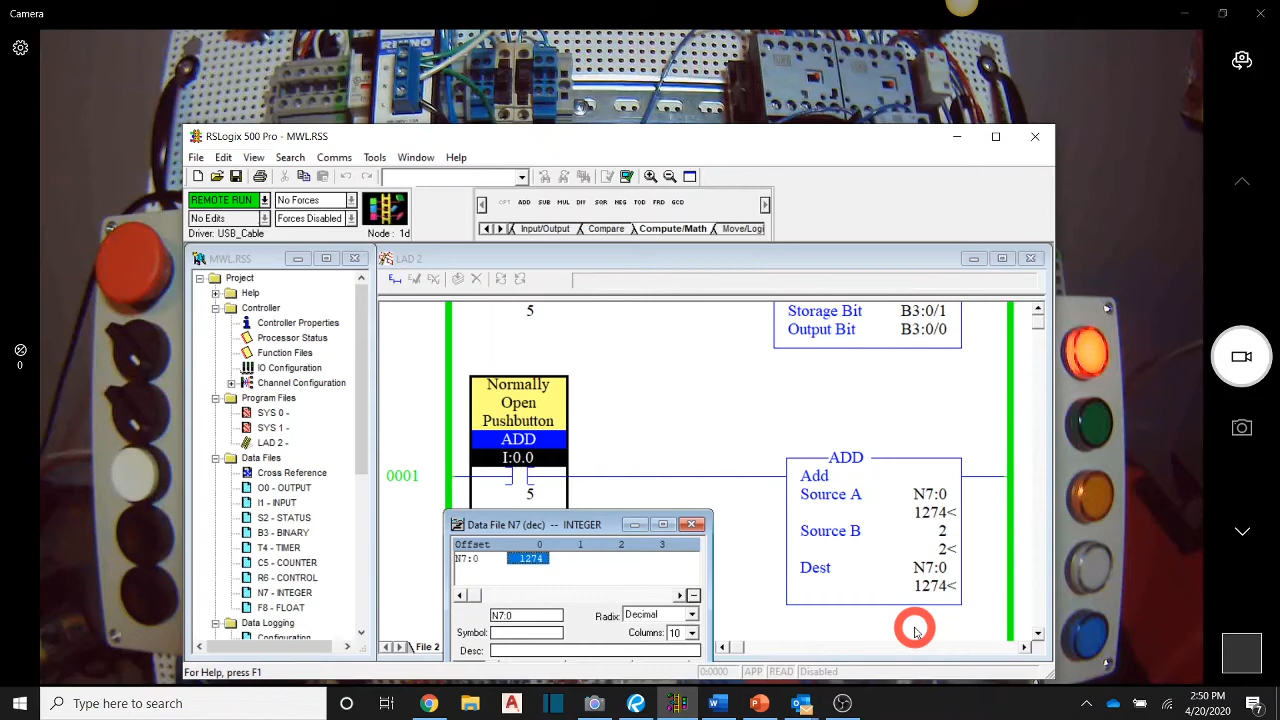 Camera
RHINO
RSLogix 500 Pro - MWL.RSS
File Edit View Search Comms Tools Window Help
REMOTE RUN No Forces
No Edits Forces Disabled
Driver: USB_Cable Node : 1d
OPT ADD SUB MUL DIV SQR NEG TOD FRD GCD
Input/Output Compare Compute/Math Move/Logi
MWL.RSS
Project
Help
Controller
Controller Properties
Processor Status
Function Files
IO Configuration
Channel Configuration
Program Files
SYS 0 -
SYS 1 -
LAD 2 -
Data Files
Cross Reference
O0 - OUTPUT
I1 - INPUT
S2 - STATUS
B3 - BINARY
T4 - TIMER
C5 - COUNTER
R6 - CONTROL
N7 - INTEGER
F8 - FLOAT
Data Logging
Configuration
LAD 2
5
Storage Bit B3:0/1
Output Bit B3:0/0
Normally
Open
Pushbutton
ADD
I:0.0
0001
5
ADD
Add
Source A N7:0
1274<
Source B 2
2<
Dest N7:0
1274<
Data File N7 (dec) -- INTEGER
Offset 0 1 2 3
N7:0 1274
N7:0 Radix: Decimal
Symbol: Columns: 10
Desc:
File 2
For Help, press F1
0:0000 APP READ Disabled
0
Type here to search
2:50 PM
4/20/2020
7